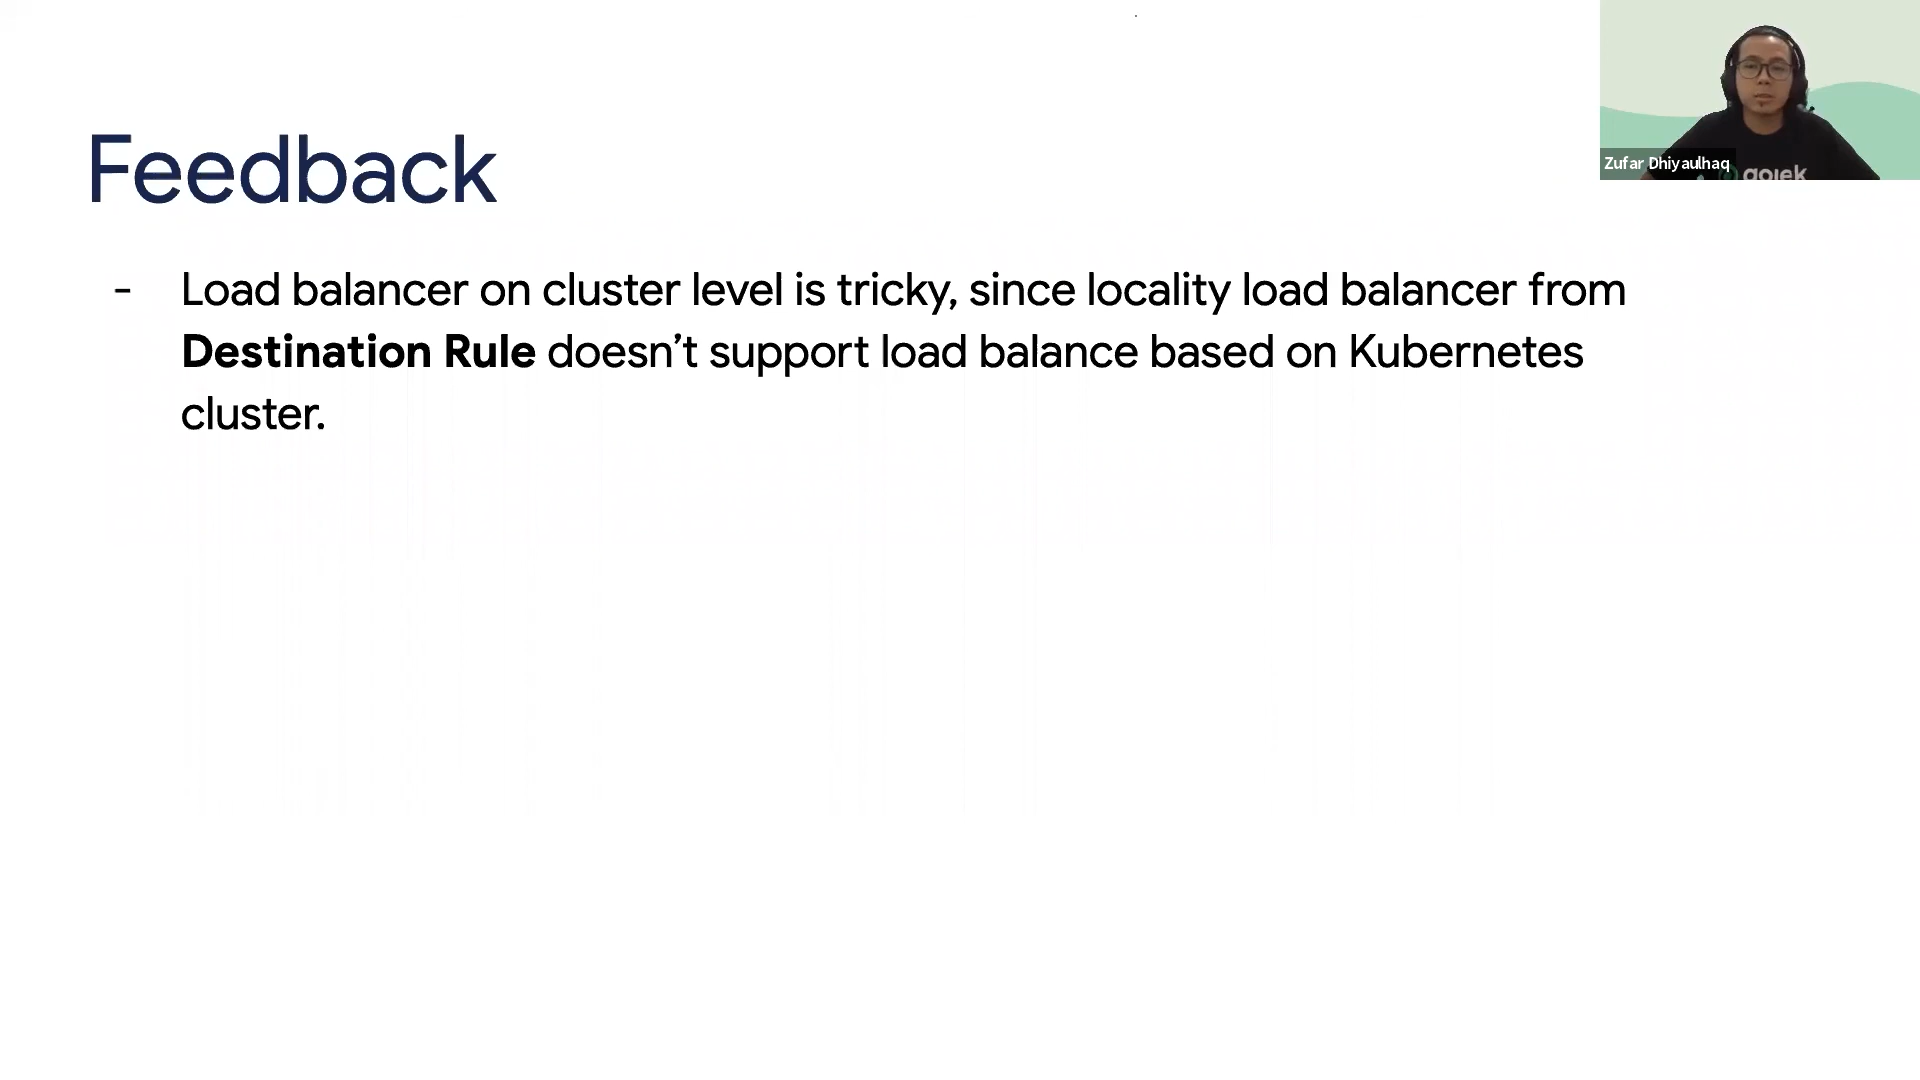 Feedback
- Load balancer on cluster level is tricky, since locality load balancer from
Destination Rule doesn’t support load balance based on Kubernetes
cluster.
Zufar Dhiyaulhaq
gojek